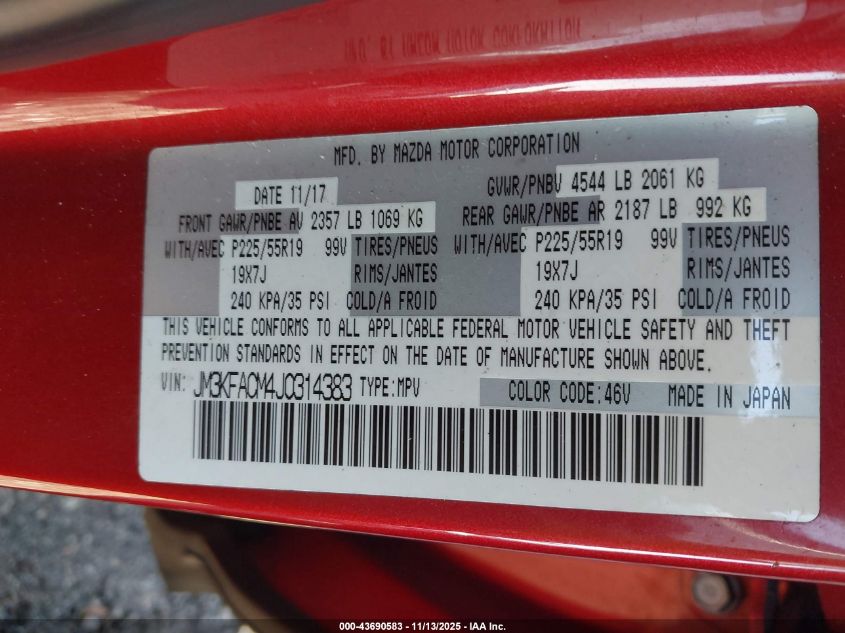 MFD. BY MAZDA MOTOR CORPORATION
DATE 11/17 GVWR/PNBV 4544 LB 2061 KG
FRONT GAWR/PNBE AV 2357 LB 1069 KG REAR GAWR/PNBE AR 2187 LB 992 KG
WITH/AVEC P225/55R19 99V TIRES/PNEUS WITH/AVEC P225/55R19 99V TIRES/PNEUS
19X7J RIMS/JANTES 19X7J RIMS/JANTES
240 KPA/35 PSI COLD/A FROID 240 KPA/35 PSI COLD/A FROID
THIS VEHICLE CONFORMS TO ALL APPLICABLE FEDERAL MOTOR VEHICLE SAFETY AND THEFT
PREVENTION STANDARDS IN EFFECT ON THE DATE OF MANUFACTURE SHOWN ABOVE.
VIN: JM3KFACM4J0314383 TYPE:MPV COLOR CODE:46V MADE IN JAPAN
000-43690583 - 11/13/2025 - IAA Inc.